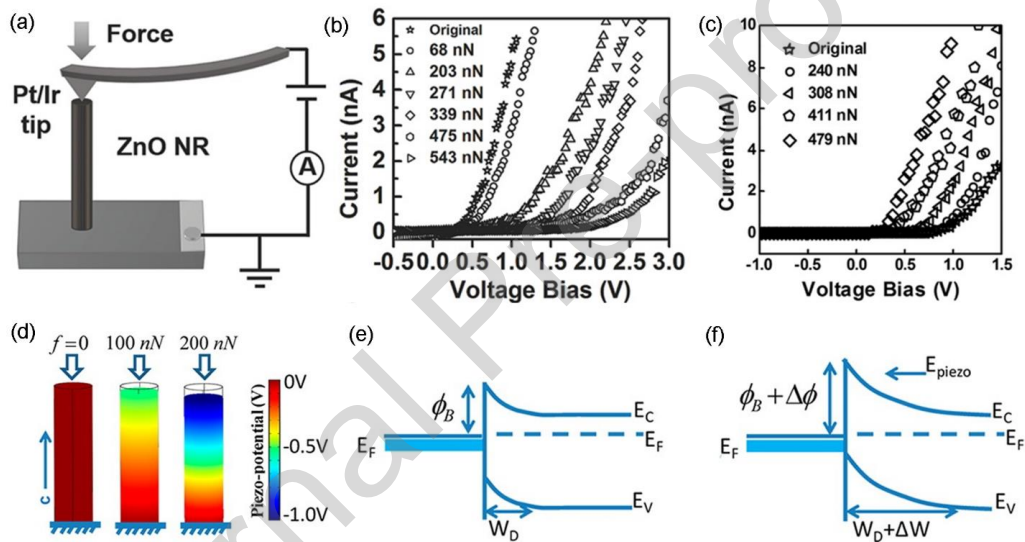 (a)
Force
Pt/Ir
tip
ZnO NR
A
(b)
Current (nA)
6
5
4
3
2
1
0
Original
68 nN
203 nN
271 nN
339 nN
475 nN
543 nN
-0.5 0.0 0.5 1.0 1.5 2.0 2.5 3.0
Voltage Bias (V)
(c)
Current (nA)
10
8
6
4
2
0
Original
240 nN
308 nN
411 nN
479 nN
-1.0 -0.5 0.0 0.5 1.0 1.5
Voltage Bias (V)
(d)
f=0 100 nN 200 nN
c
Piezo-potential (V)
0V
-0.5V
-1.0V
(e)
ϕB
EC
EF
EF
EV
WD
(f)
Epiezo
ϕB+Δϕ
EC
EF
EF
EV
WD+ΔW